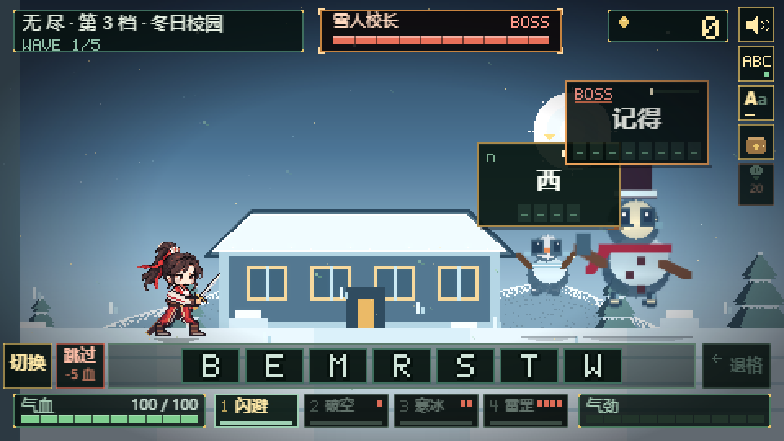 无尽 - 第 3 档 - 冬日校园
WAVE 1/5
雪人校长 BOSS
0
ABC
Aa
BOSS
记得
n
西
20
切换
跳过
-5 血
B E M R S T W
← 退格
气血 100 / 100
1 闪避
2 破空
3 寒冰
4 雷罡
气劲